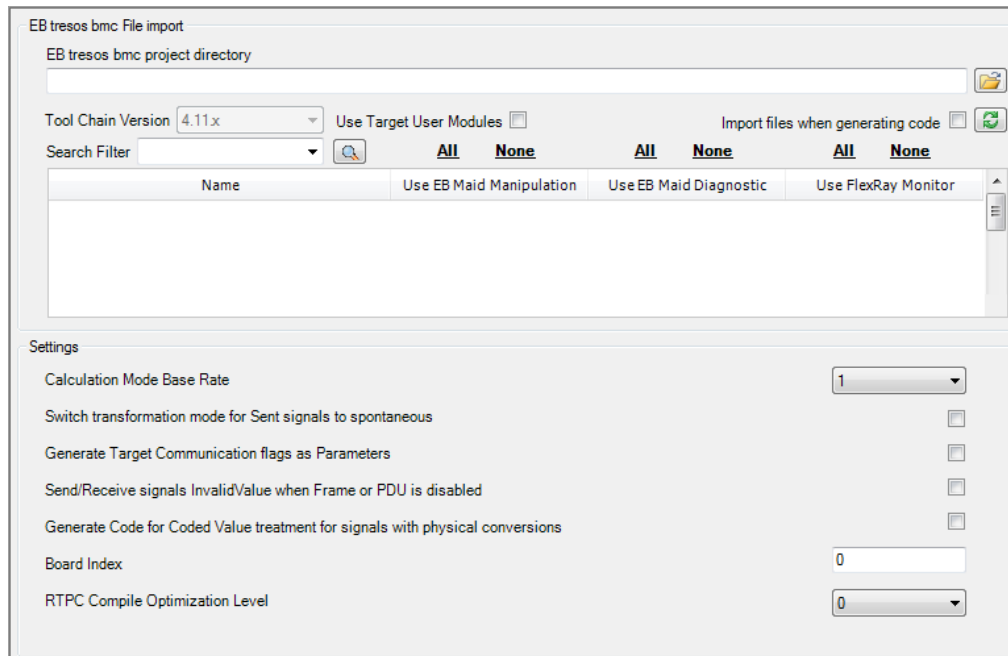 EB tresos bmc File import
EB tresos bmc project directory
Tool Chain Version 4.11.x Use Target User Modules Import files when generating code
Search Filter All None All None All None
Name Use EB Maid Manipulation Use EB Maid Diagnostic Use FlexRay Monitor
Settings
Calculation Mode Base Rate 1
Switch transformation mode for Sent signals to spontaneous
Generate Target Communication flags as Parameters
Send/Receive signals InvalidValue when Frame or PDU is disabled
Generate Code for Coded Value treatment for signals with physical conversions
Board Index 0
RTPC Compile Optimization Level 0